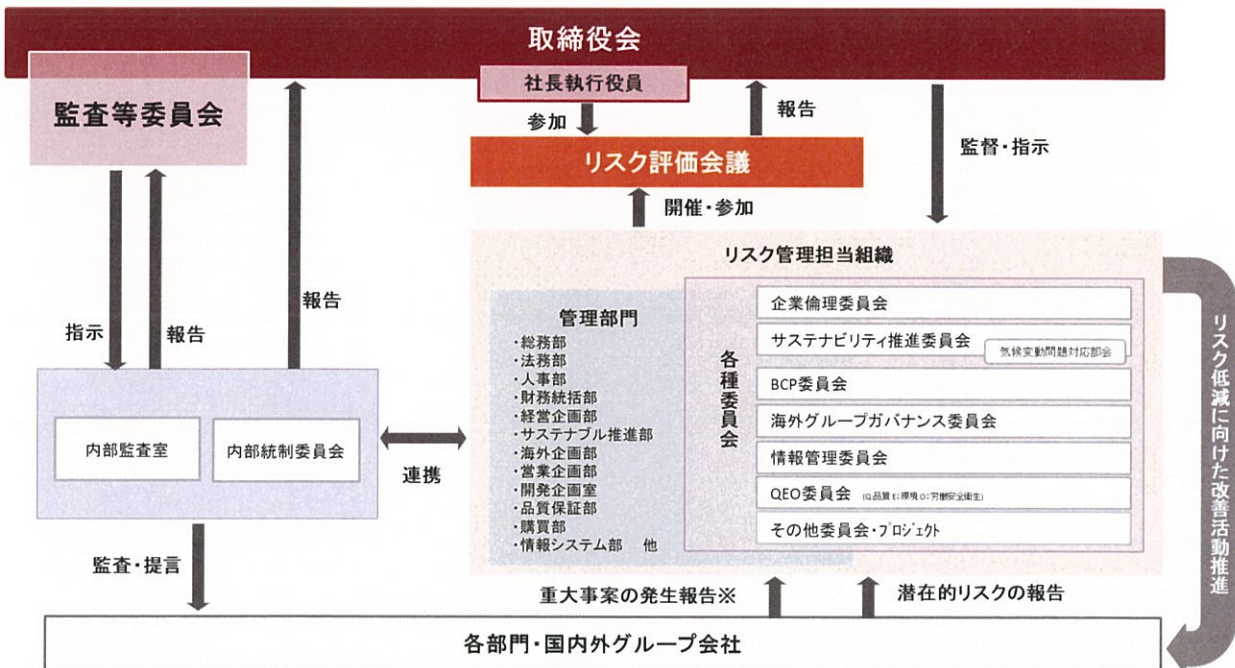 取締役会
社長執行役員
監査等委員会
参加
報告
リスク評価会議
監督・指示
開催・参加
リスク管理担当組織
指示
報告
報告
管理部門
・総務部
・法務部
・人事部
・財務統括部
・経営企画部
・サステナブル推進部
・海外企画部
・営業企画部
・開発企画室
・品質保証部
・購買部
・情報システム部 他
各種委員会
企業倫理委員会
サステナビリティ推進委員会
気候変動問題対応部会
BCP委員会
海外グループガバナンス委員会
情報管理委員会
QEO委員会 (Q:品質 E:環境 O:労働安全衛生)
その他委員会・プロジェクト
リスク低減に向けた改善活動推進
内部監査室
内部統制委員会
連携
監査・提言
重大事案の発生報告※
潜在的リスクの報告
各部門・国内外グループ会社